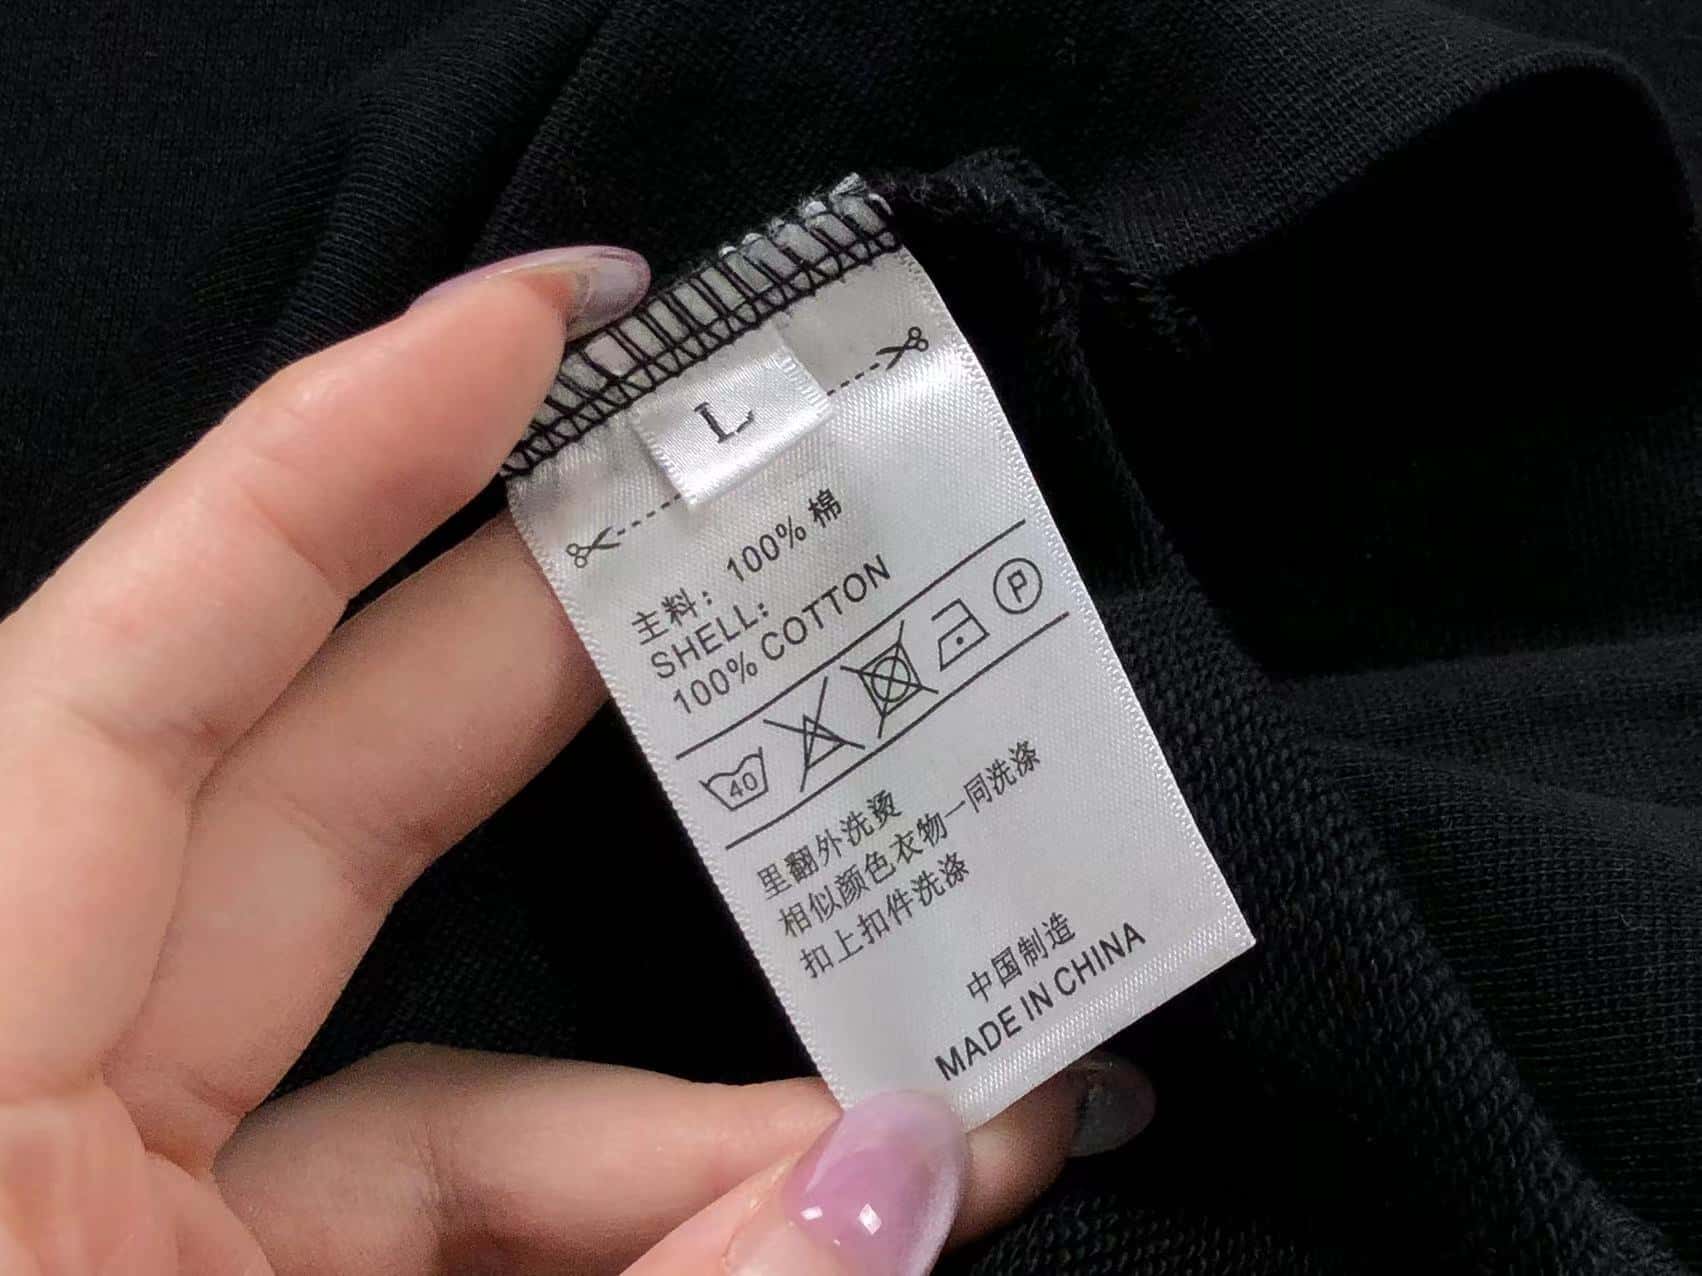 L
主料：100% 棉
SHELL:
100% COTTON
40
P
里翻外洗烫
相似颜色衣物一同洗涤
扣上扣件洗涤
中国制造
MADE IN CHINA